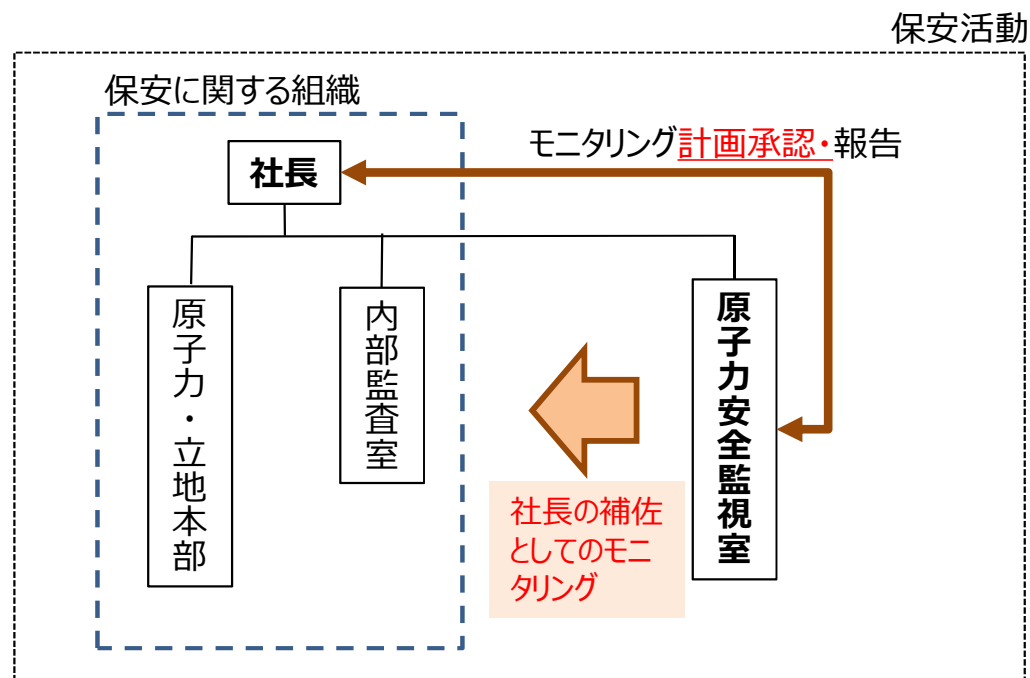 保安活動
保安に関する組織
モニタリング計画承認・報告
社長
原子力・立地本部
内部監査室
原子力安全監視室
社長の補佐
としてのモニ
タリング